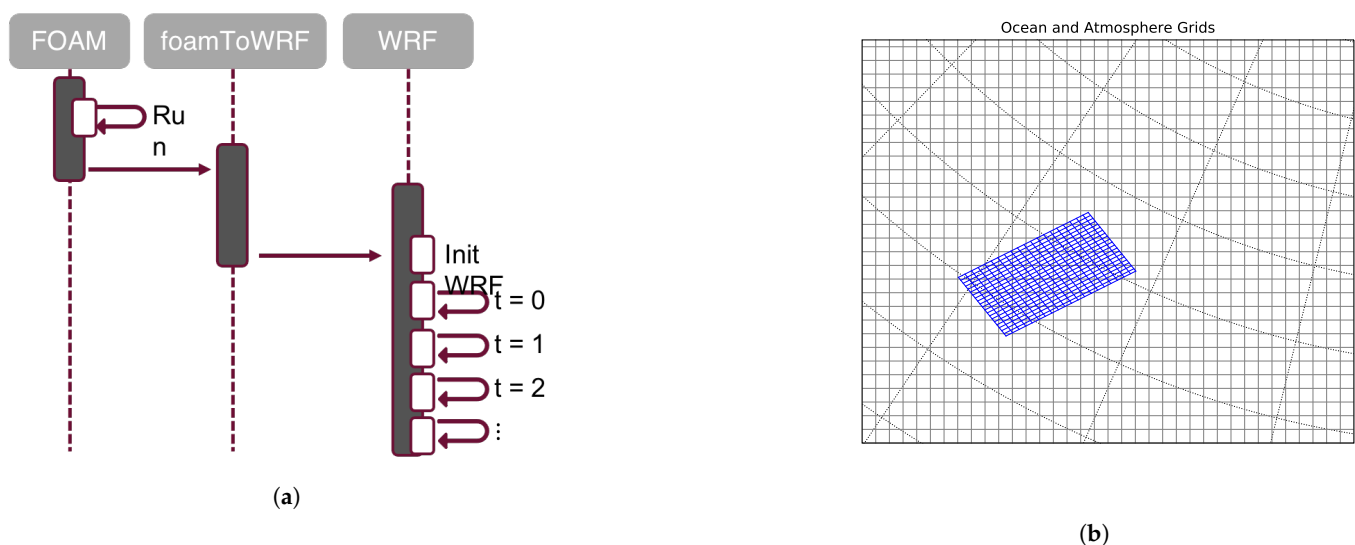 FOAM
foamToWRF
WRF
Ru
n
Init
WRF
t = 0
t = 1
t = 2
⋮
(a)
Ocean and Atmosphere Grids
(b)